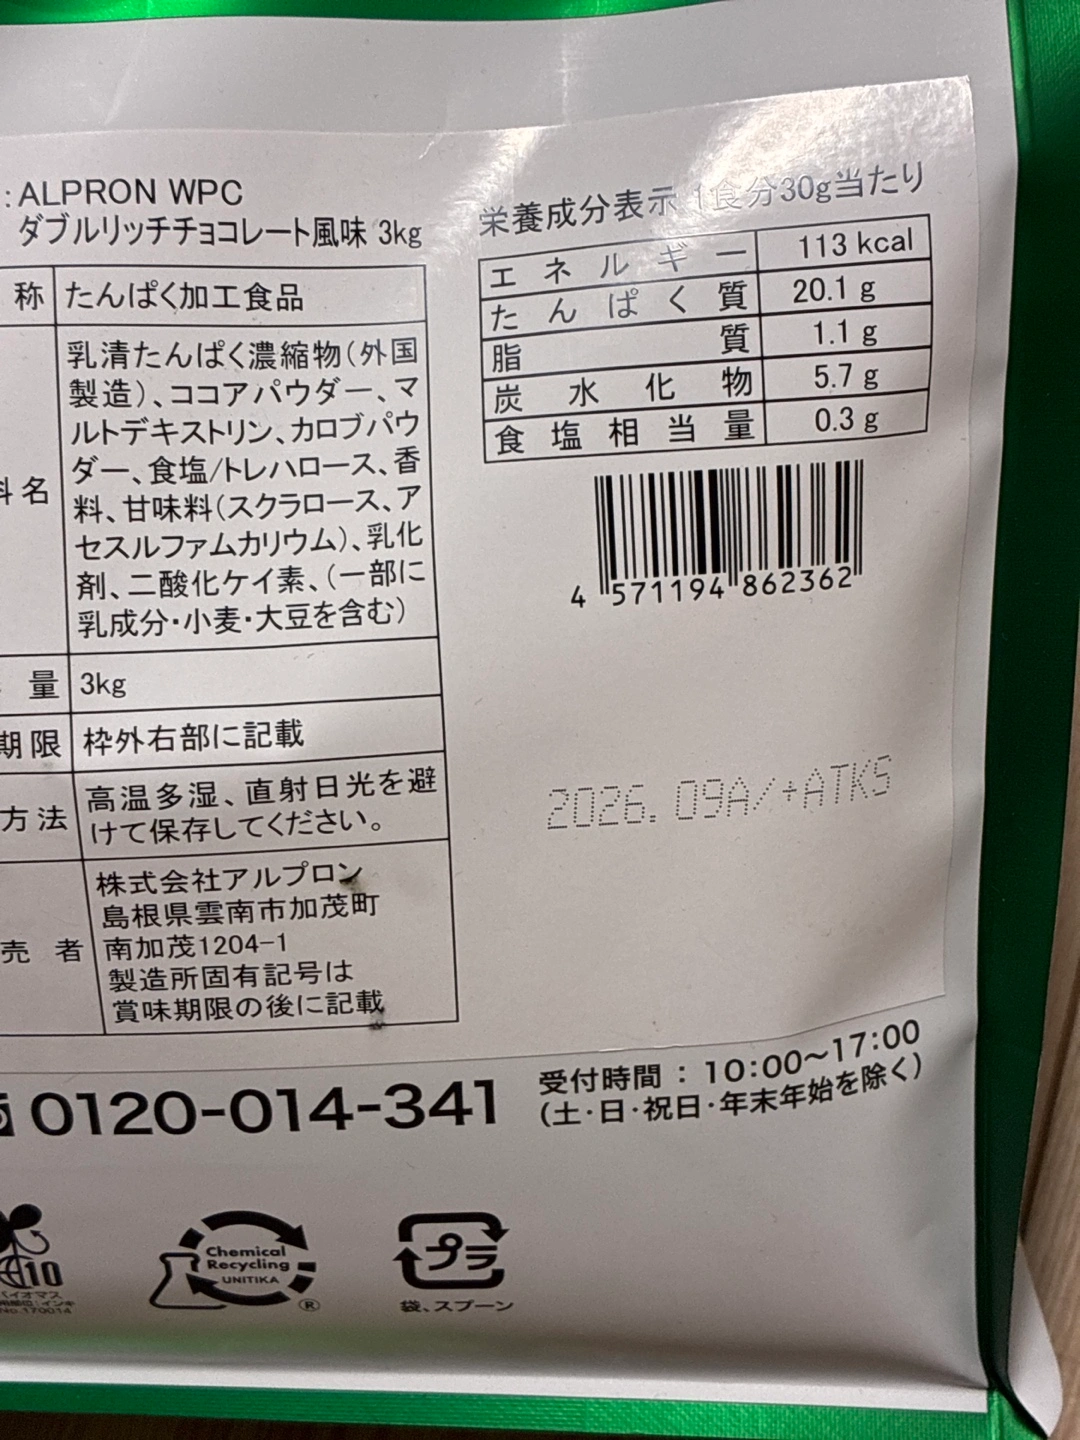 :ALPRON WPC
ダブルリッチチョコレート風味 3kg
称 たんぱく加工食品
料名 乳清たんぱく濃縮物(外国
製造)、ココアパウダー、マ
ルトデキストリン、カロブパウ
ダー、食塩/トレハロース、香
料、甘味料(スクラロース、ア
セスルファムカリウム)、乳化
剤、二酸化ケイ素、(一部に
乳成分・小麦・大豆を含む)
量 3kg
期限 枠外右部に記載
方法 高温多湿、直射日光を避
けて保存してください。
売者 株式会社アルプロン
島根県雲南市加茂町
南加茂1204-1
製造所固有記号は
賞味期限の後に記載
栄養成分表示 1食分30g当たり
エネルギー 113 kcal
たんぱく質 20.1 g
脂質 1.1 g
炭水化物 5.7 g
食塩相当量 0.3 g
4 571194 862362
2026. 09A/+ATK5
0120-014-341
受付時間：10:00〜17:00
(土・日・祝日・年末年始を除く)
10
バイオマス
No.170014
Chemical
Recycling
UNITIKA
®
プラ
袋、スプーン